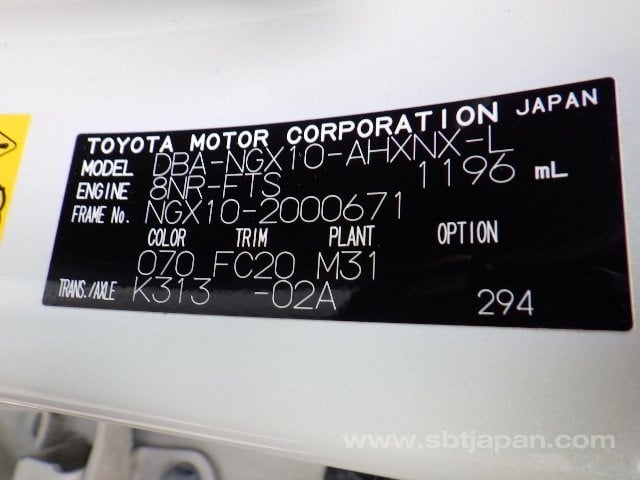 TOYOTA MOTOR CORPORATION JAPAN
MODEL DBA-NGX10-AHXNX-L
ENGINE 8NR-FTS 1196 mL
FRAME No. NGX10-2000671
COLOR TRIM PLANT OPTION
070 FC20 M31
TRANS./AXLE K313 -02A 294
www.sbtjapan.com